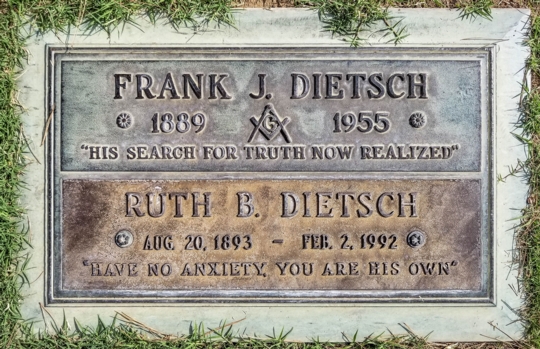 FRANK J. DIETSCH
1889 G 1955
"HIS SEARCH FOR TRUTH NOW REALIZED"
RUTH B. DIETSCH
AUG. 20, 1893 – FEB. 2, 1992
"HAVE NO ANXIETY, YOU ARE HIS OWN"